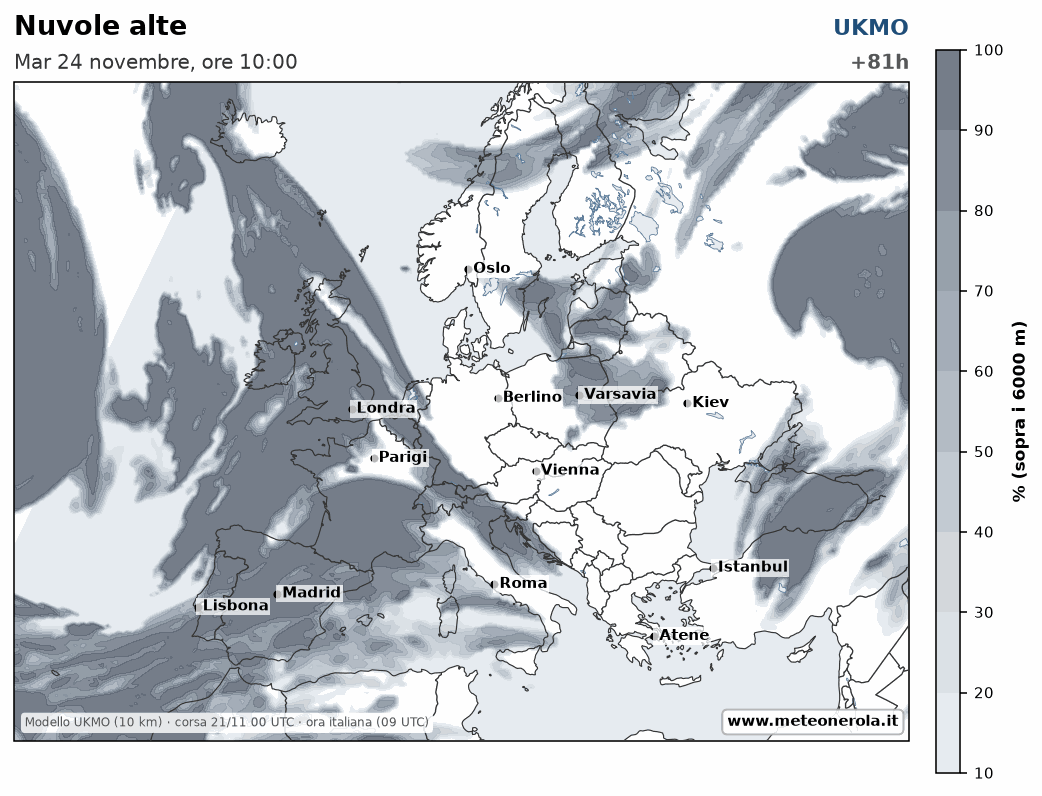 Nuvole alte
UKMO
Mar 24 novembre, ore 10:00
+81h
Oslo
Berlino
Varsavia
Kiev
Londra
Parigi
Vienna
Istanbul
Roma
Madrid
Lisbona
Atene
Modello UKMO (10 km) · corsa 21/11 00 UTC · ora italiana (09 UTC)
www.meteonerola.it
100
90
80
70
60
50
40
30
20
10
% (sopra i 6000 m)